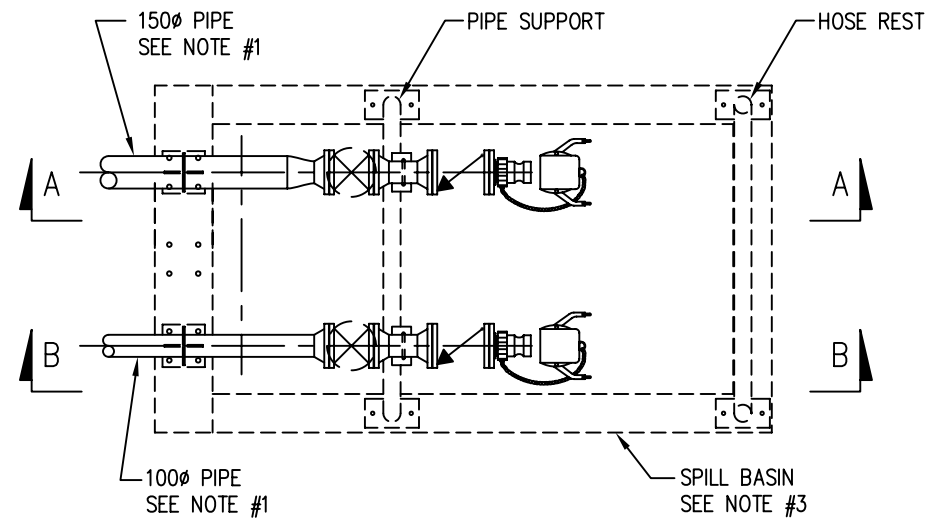 150ø PIPE
SEE NOTE #1
PIPE SUPPORT
HOSE REST
A
A
B
B
100ø PIPE
SEE NOTE #1
SPILL BASIN
SEE NOTE #3